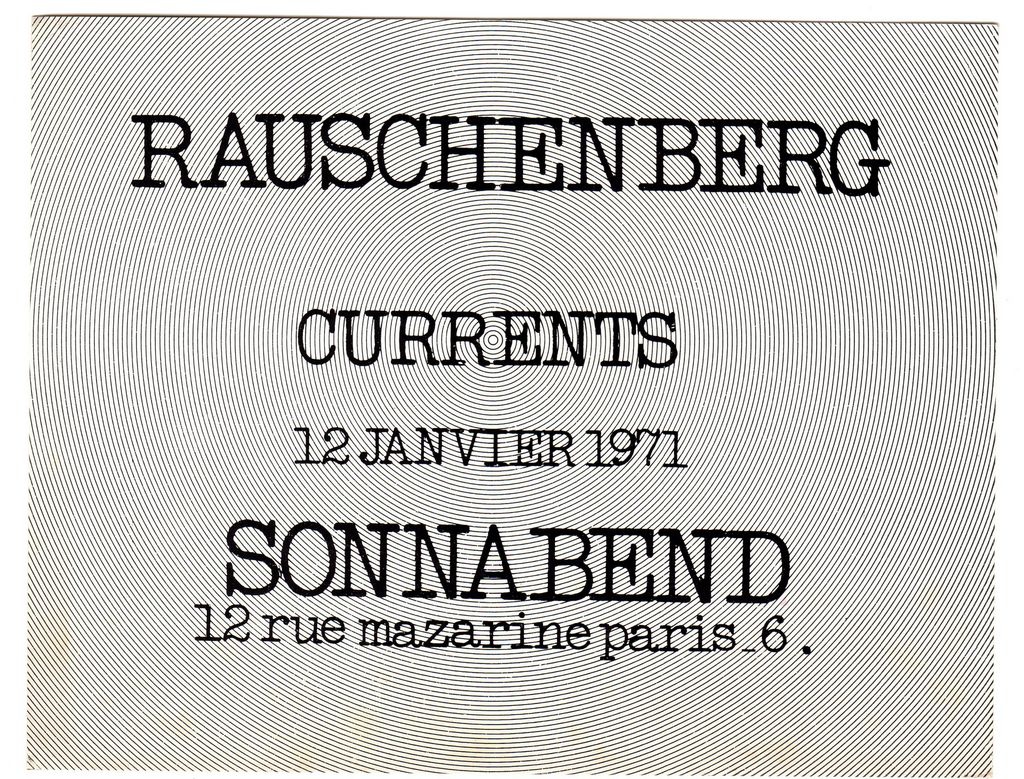 RAUSCHENBERG
CURRENTS
12 JANVIER 1971
SONNABEND
12 rue mazarine paris_6.